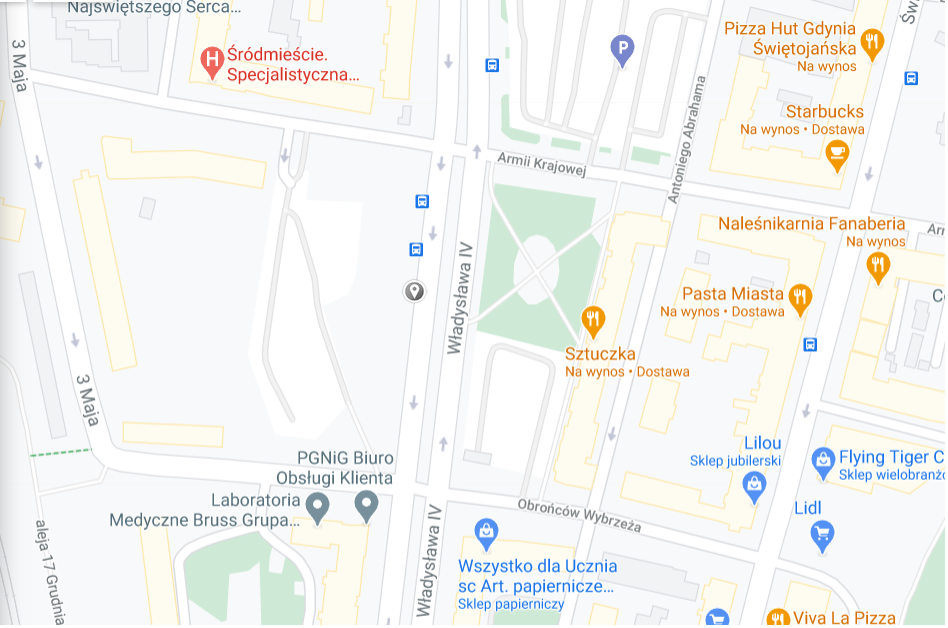 Najświętszego Serca...
3 Maja
H
Śródmieście.
Specjalistyczna...
P
Pizza Hut Gdynia
Świętojańska
Na wynos
Starbucks
Na wynos • Dostawa
Armii Krajowej
Antoniego Abrahama
Naleśnikarnia Fanaberia
Na wynos
Pasta Miasta
Na wynos • Dostawa
Władysława IV
Sztuczka
Na wynos • Dostawa
3 Maja
PGNiG Biuro
Obsługi Klienta
Laboratoria
Medyczne Bruss Grupa...
Lilou
Sklep jubilerski
Flying Tiger C
Sklep wielobranżo
Lidl
Obrońców Wybrzeża
Władysława IV
aleja 17 Grudnia
Wszystko dla Ucznia
sc Art. papiernicze...
Sklep papierniczy
Viva La Pizza